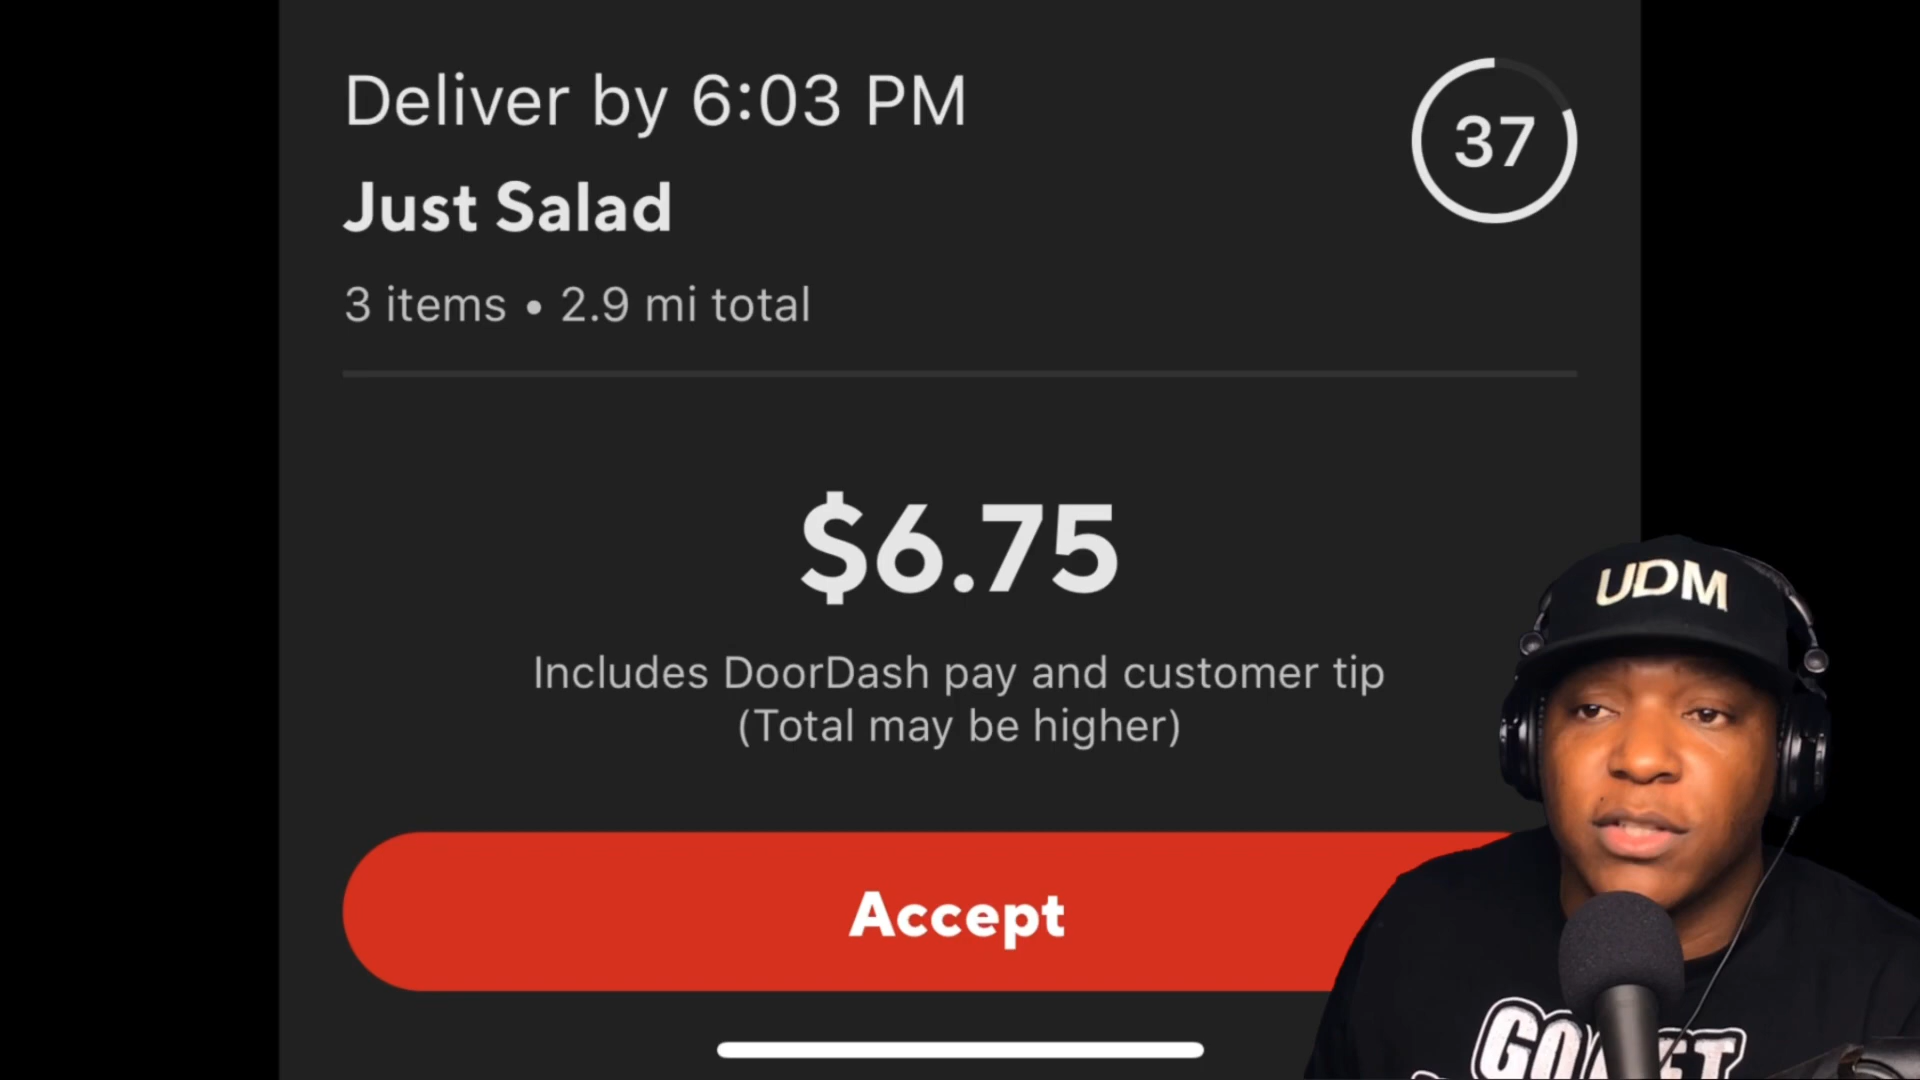 Deliver by 6:03 PM
37
Just Salad
3 items • 2.9 mi total
$6.75
Includes DoorDash pay and customer tip
(Total may be higher)
Accept
UDM